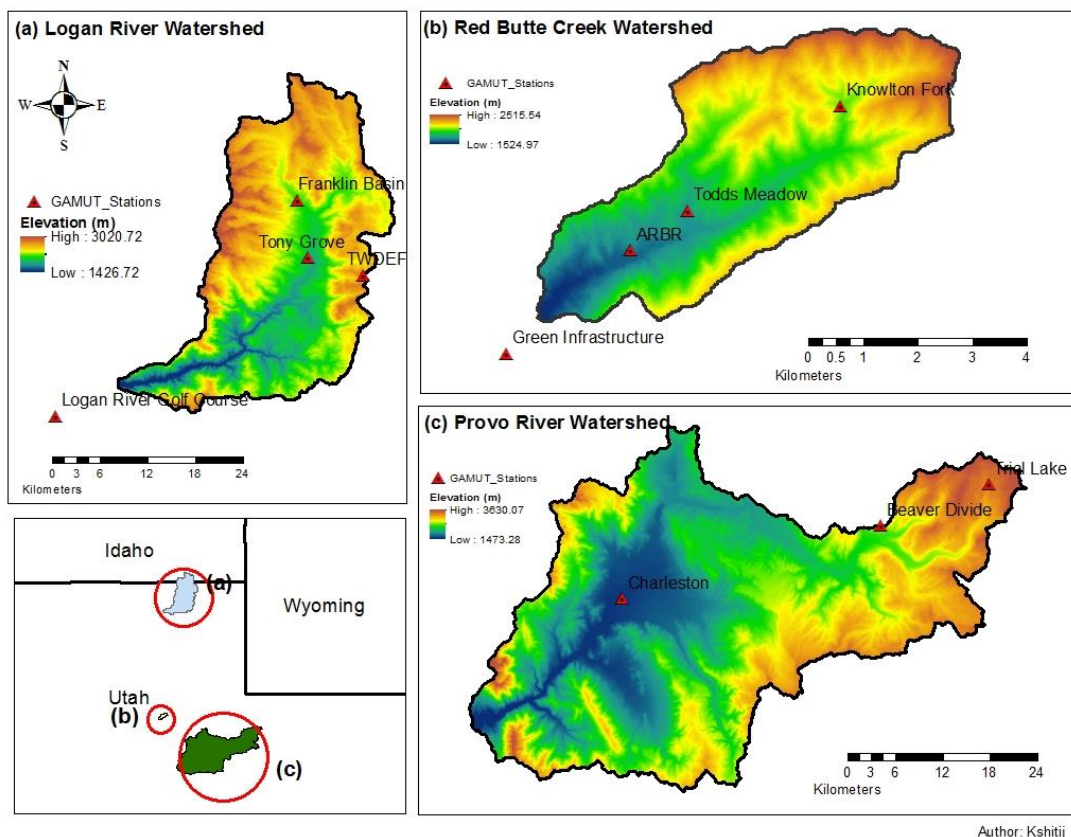 (a) Logan River Watershed
N
W E
S
GAMUT_Stations
Elevation (m)
High : 3020.72
Low : 1426.72
Franklin Basin
Tony Grove
TWDEF
Logan River Golf Course
0 3 6 12 18 24
Kilometers
(b) Red Butte Creek Watershed
GAMUT_Stations
Elevation (m)
High : 2515.54
Low : 1524.97
Knowlton Fork
Todds Meadow
ARBR
Green Infrastructure
0 0.5 1 2 3 4
Kilometers
Idaho
(a)
Wyoming
Utah
(b)
(c)
(c) Provo River Watershed
GAMUT_Stations
Elevation (m)
High : 3630.07
Low : 1473.28
Trial Lake
Beaver Divide
Charleston
0 3 6 12 18 24
Kilometers
Author: Kshitii